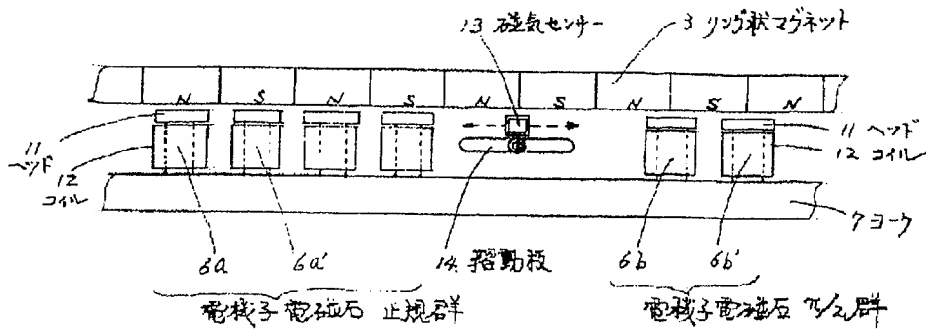 13 磁気センサー
3 リング状マグネット
N S N S N S N S N
11 ヘッド
12 コイル
11 ヘッド
12 コイル
7 ヨーク
6a
6a'
14. 摺動段
6b
6b'
電機子電磁石 正規群
電機子電磁石 π/2群